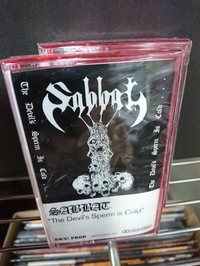 Sabbat
The Devil's Sperm Is Cold...
The Devil's Sperm Is Cold...
SABBAT
"The Devil's Sperm is Cold"